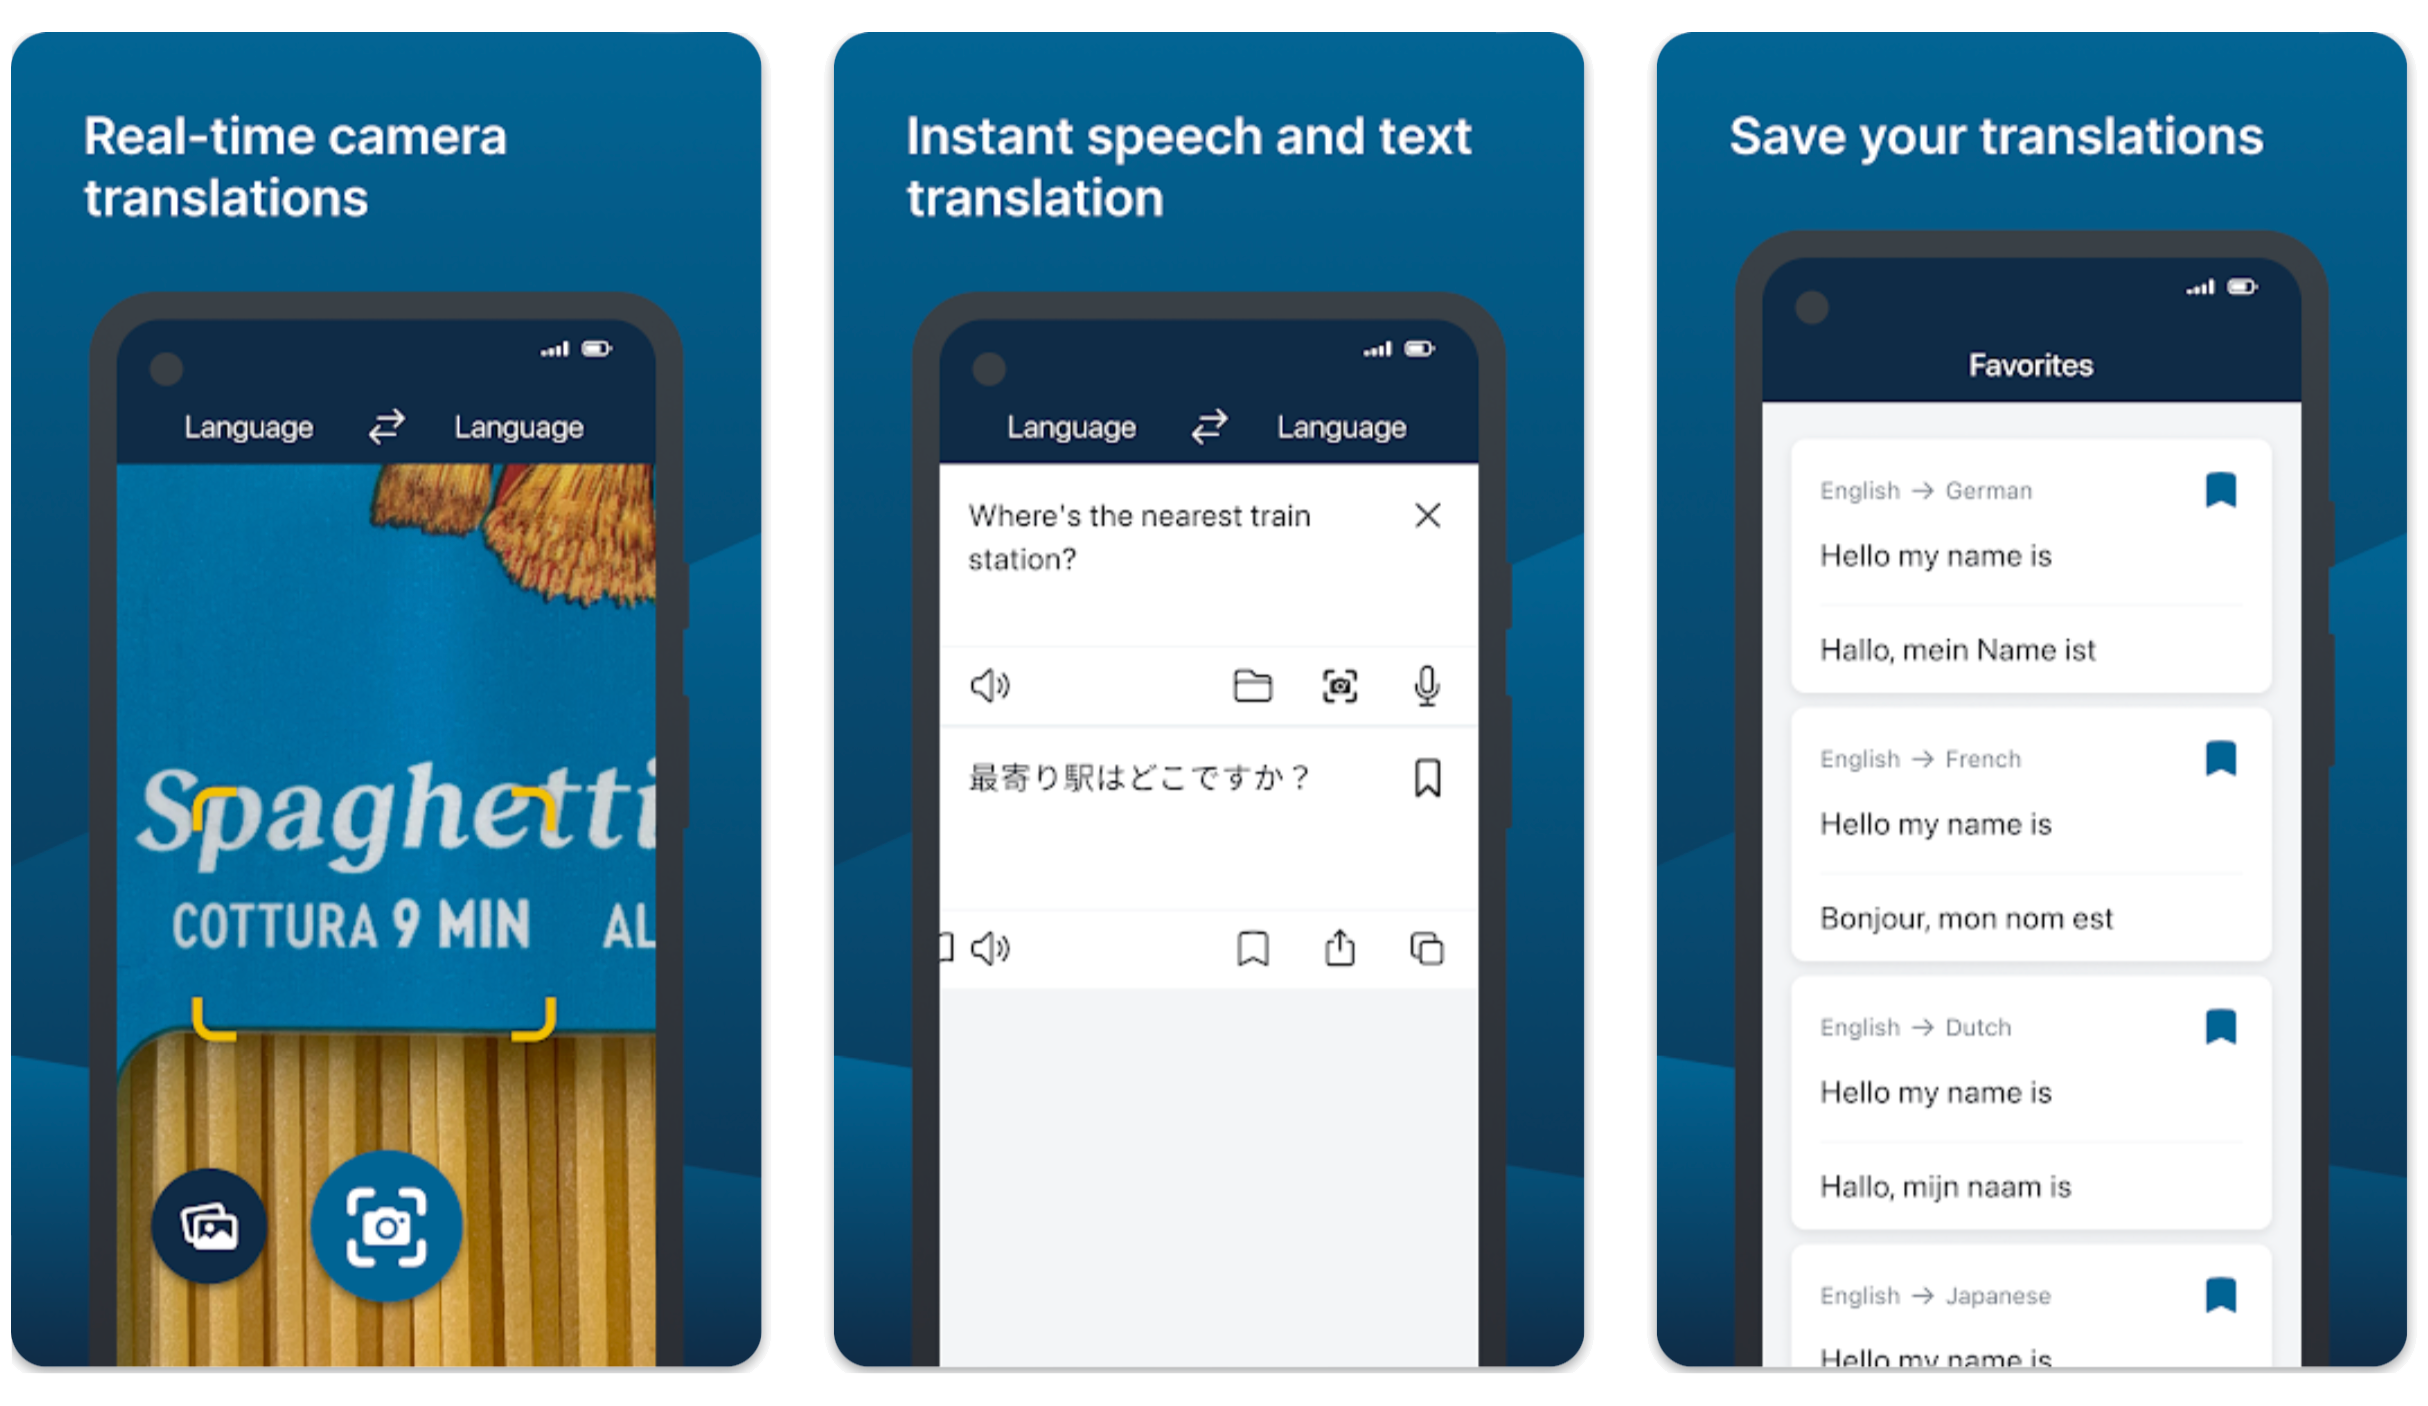 Real-time camera
translations
Language Language
Spaghetti
COTTURA 9 MIN AL
Instant speech and text
translation
Language Language
Where's the nearest train
station?
最寄り駅はどこですか？
Save your translations
Favorites
English → German
Hello my name is
Hallo, mein Name ist
English → French
Hello my name is
Bonjour, mon nom est
English → Dutch
Hello my name is
Hallo, mijn naam is
English → Japanese
Hello my name is